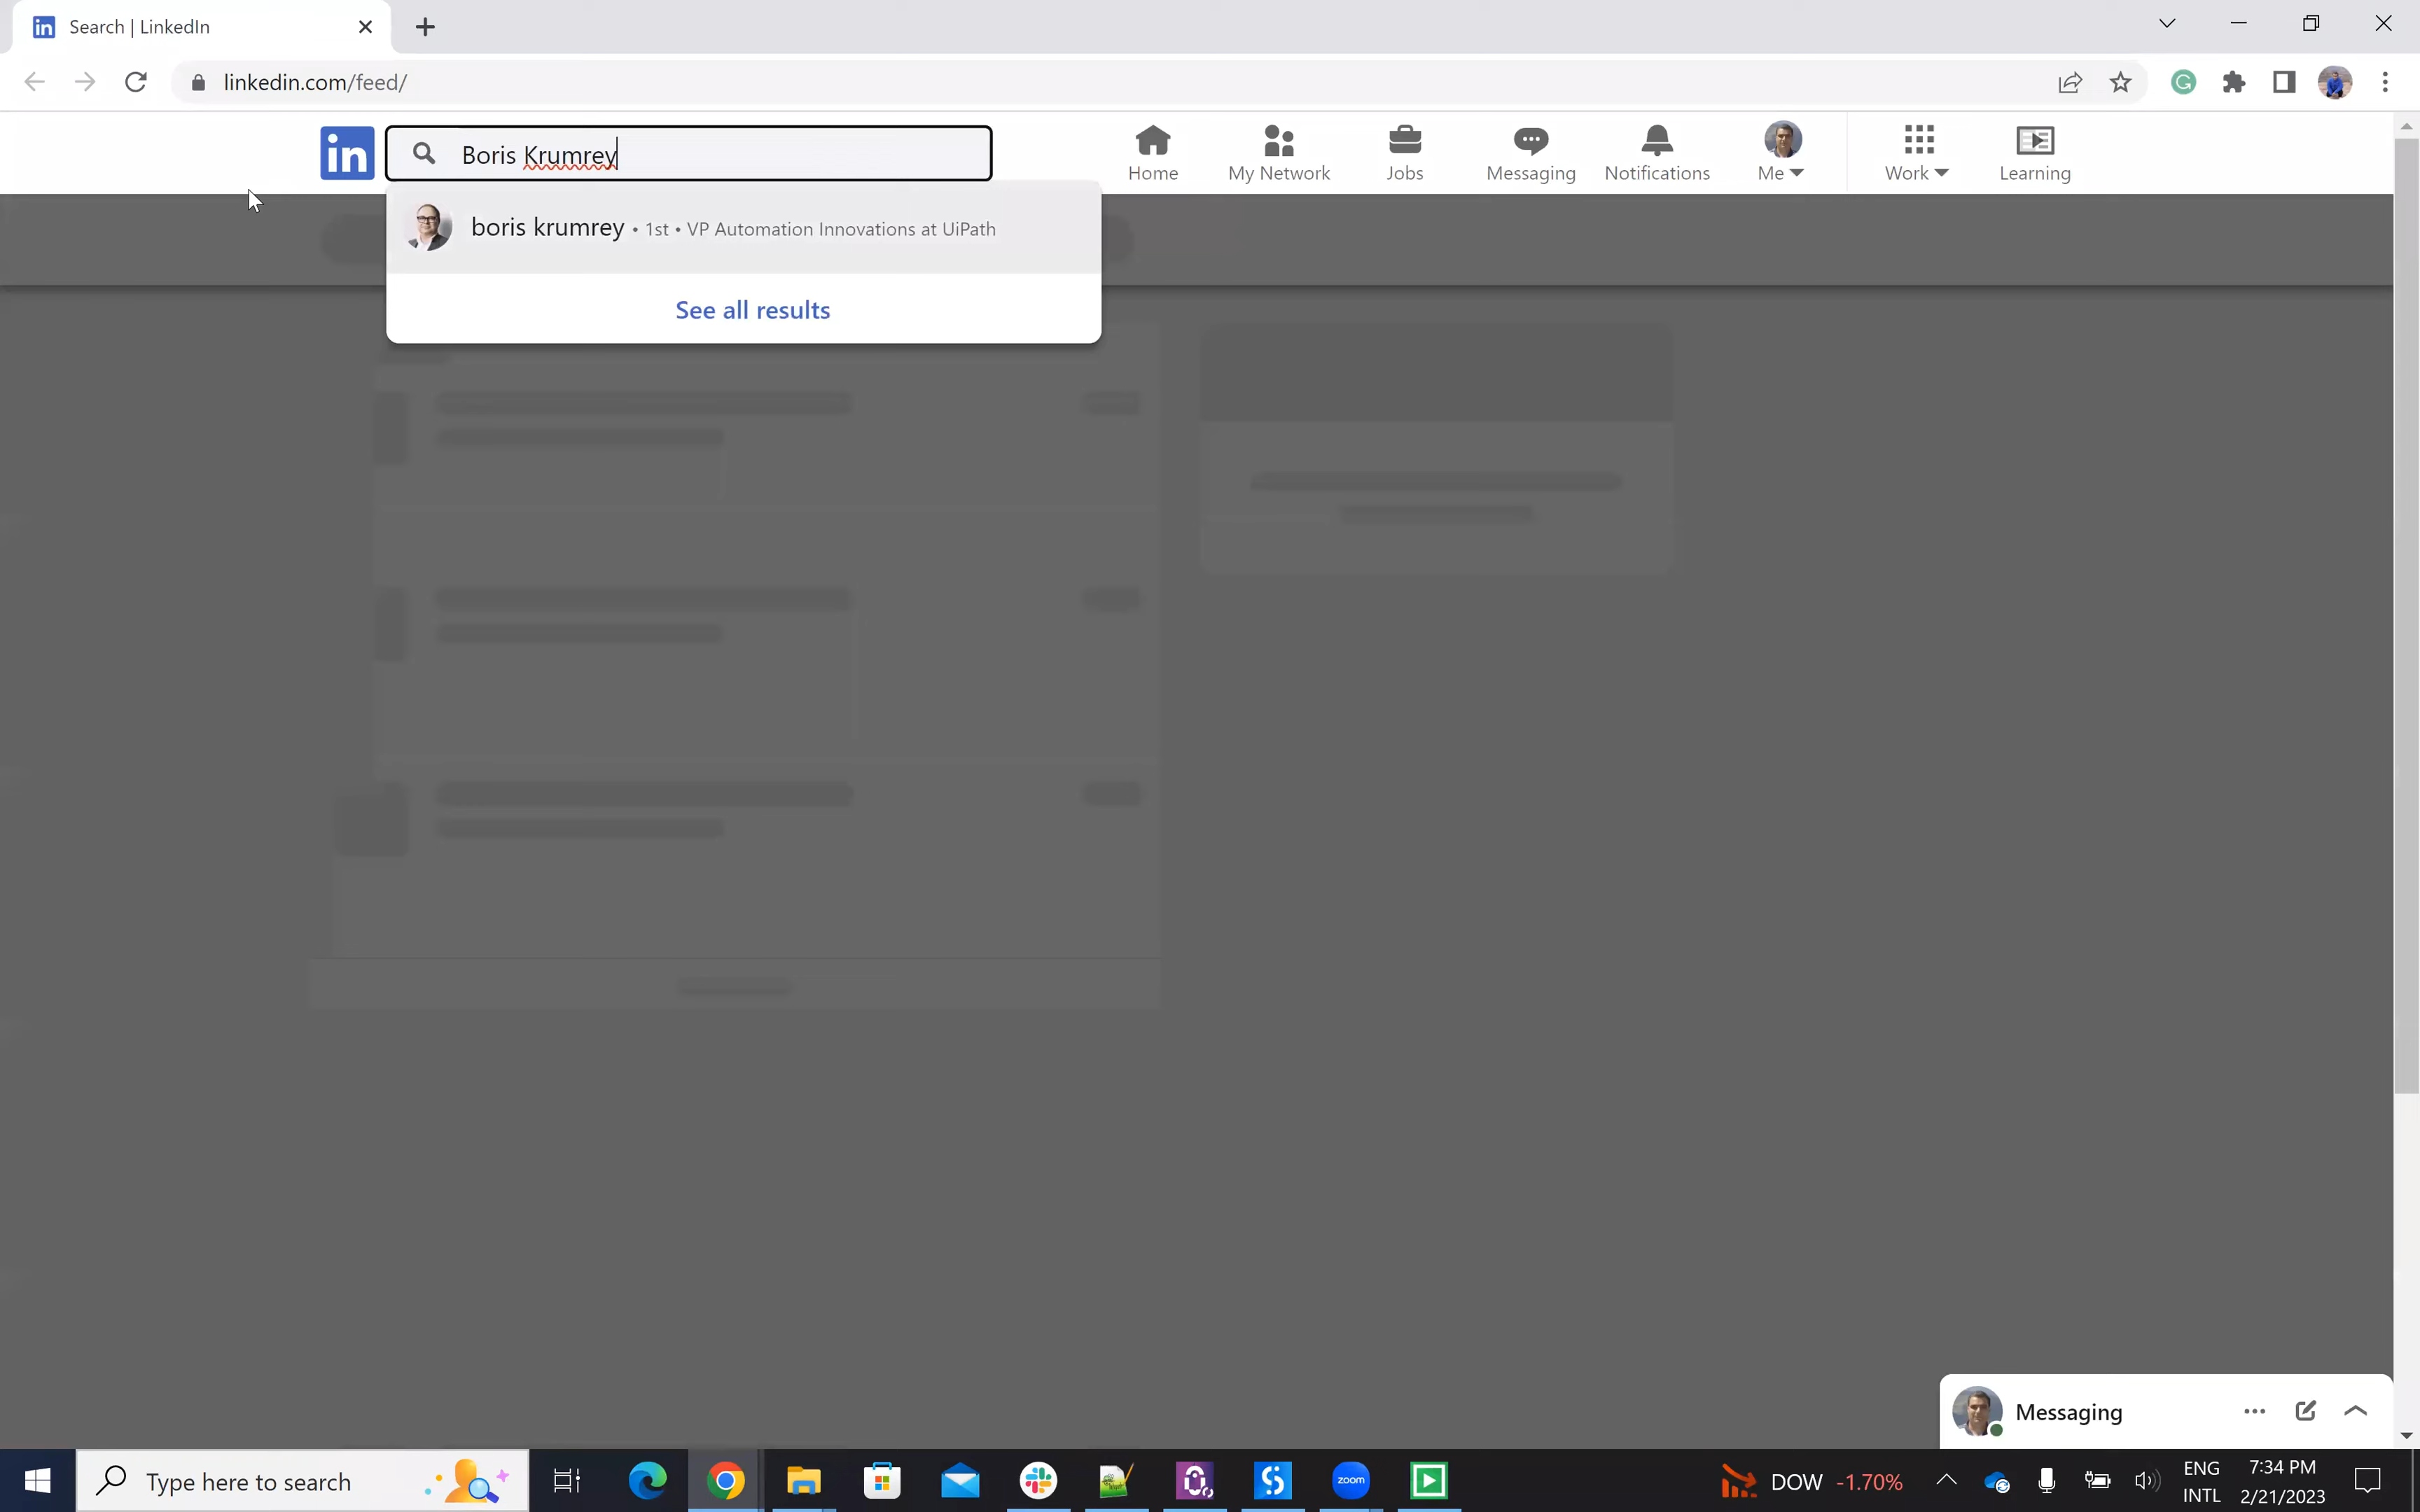 Search | LinkedIn
linkedin.com/feed/
in
Boris Krumrey
Home
My Network
Jobs
Messaging
Notifications
Me
Work
Learning
boris krumrey • 1st • VP Automation Innovations at UiPath
See all results
Messaging
Type here to search
zoom
DOW -1.70%
ENG
INTL
7:34 PM
2/21/2023